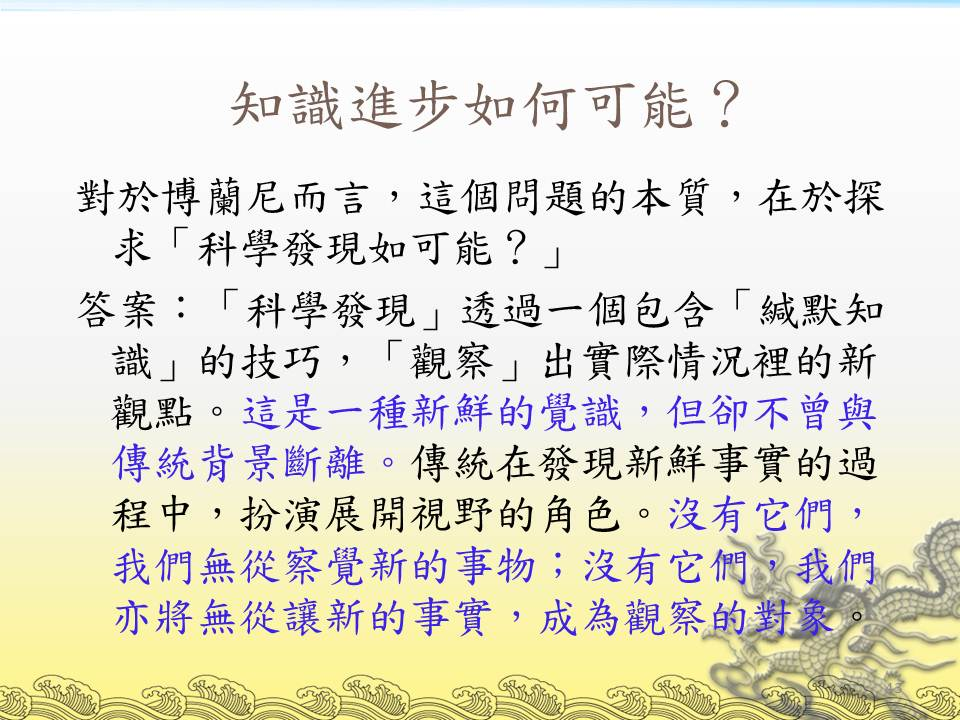 知識進步如何可能？
對於博蘭尼而言，這個問題的本質，在於探
求「科學發現如可能？」
答案：「科學發現」透過一個包含「緘默知
識」的技巧，「觀察」出實際情況裡的新
觀點。這是一種新鮮的覺識，但卻不曾與
傳統背景斷離。傳統在發現新鮮事實的過
程中，扮演展開視野的角色。沒有它們，
我們無從察覺新的事物；沒有它們，我們
亦將無從讓新的事實，成為觀察的對象。
43